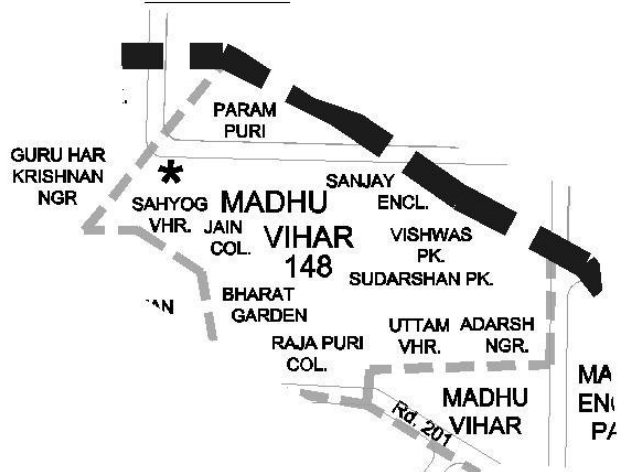 PARAM
PURI
GURU HAR
KRISHNAN
NGR
*
SAHYOG
VHR.
JAIN
COL.
MADHU
VIHAR
148
SANJAY
ENCL.
VISHWAS
PK.
SUDARSHAN PK.
BHARAT
GARDEN
RAJA PURI
COL.
UTTAM
VHR.
ADARSH
NGR.
MADHU
VIHAR
Rd. 201